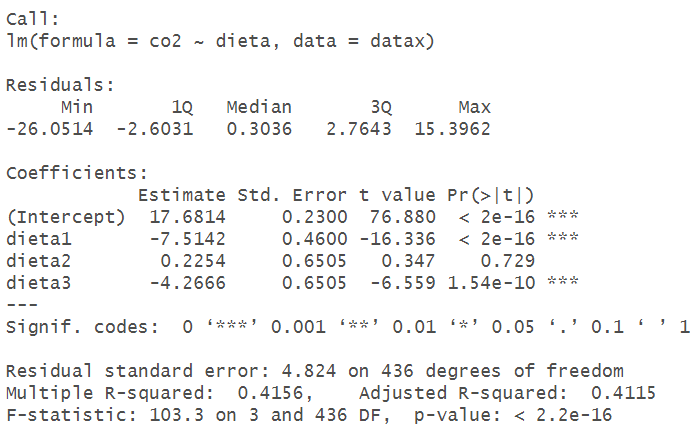 Call:
lm(formula = co2 ~ dieta, data = datax)
Residuals:
Min 1Q Median 3Q Max
-26.0514 -2.6031 0.3036 2.7643 15.3962
Coefficients:
Estimate Std. Error t value Pr(>|t|)
(Intercept) 17.6814 0.2300 76.880 < 2e-16 ***
dieta1 -7.5142 0.4600 -16.336 < 2e-16 ***
dieta2 0.2254 0.6505 0.347 0.729
dieta3 -4.2666 0.6505 -6.559 1.54e-10 ***
---
Signif. codes: 0 ‘***’ 0.001 ‘**’ 0.01 ‘*’ 0.05 ‘.’ 0.1 ‘ ’ 1
Residual standard error: 4.824 on 436 degrees of freedom
Multiple R-squared: 0.4156, Adjusted R-squared: 0.4115
F-statistic: 103.3 on 3 and 436 DF, p-value: < 2.2e-16